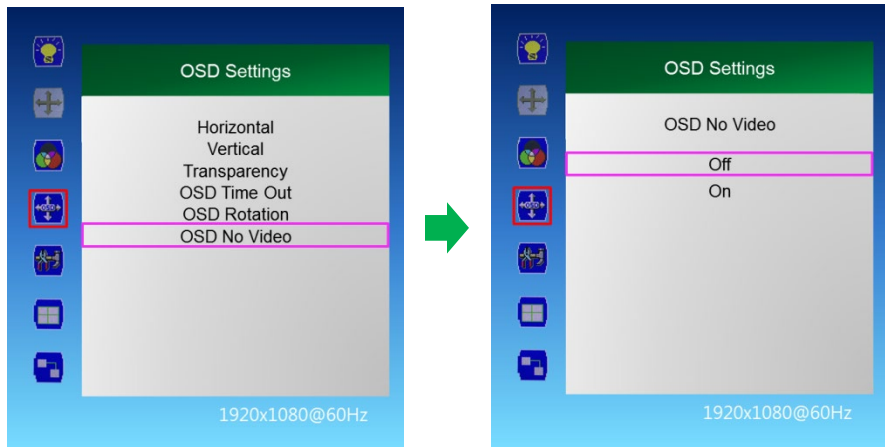 OSD Settings
Horizontal
Vertical
Transparency
OSD Time Out
OSD Rotation
OSD No Video
1920x1080@60Hz
OSD Settings
OSD No Video
Off
On
1920x1080@60Hz